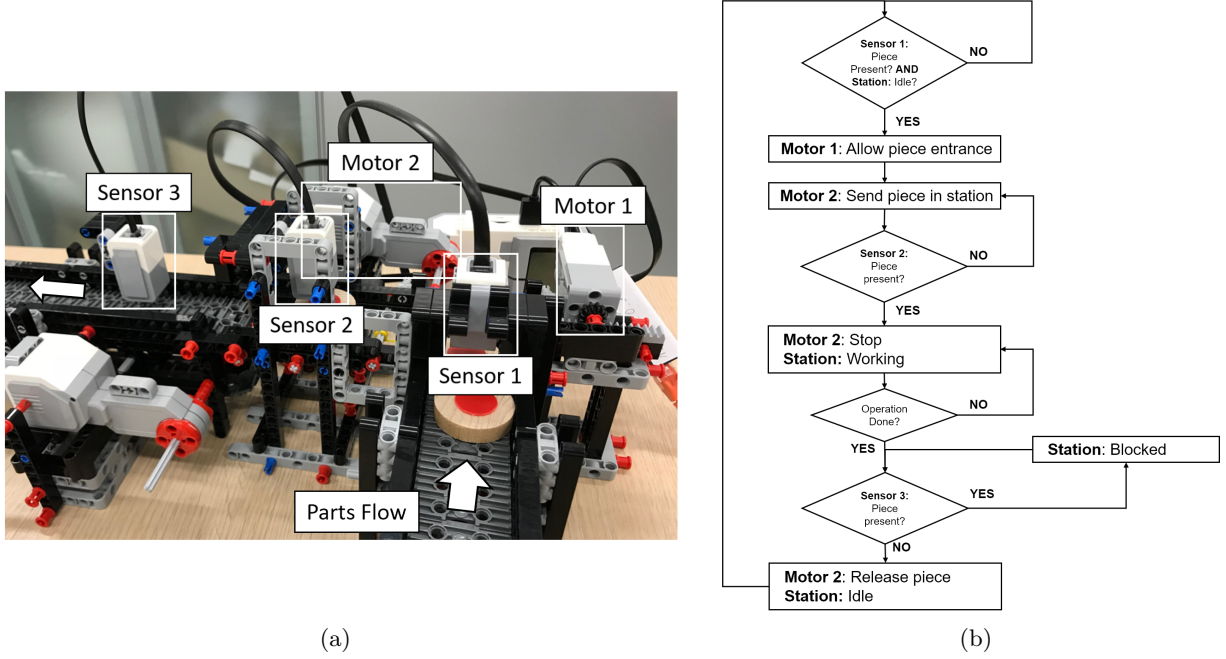 Motor 2
Sensor 3
Motor 1
Sensor 2
Sensor 1
Parts Flow
(a)
Sensor 1:
Piece
Present? AND
Station: Idle?
NO
YES
Motor 1: Allow piece entrance
Motor 2: Send piece in station
Sensor 2:
Piece
present?
NO
YES
Motor 2: Stop
Station: Working
Operation
Done?
NO
YES
Station: Blocked
Sensor 3:
Piece
present?
YES
NO
Motor 2: Release piece
Station: Idle
(b)